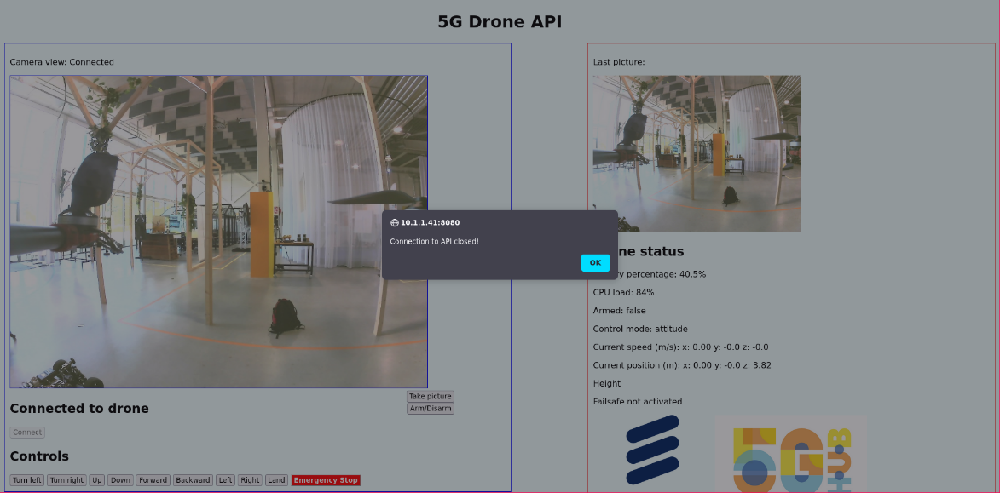 5G Drone API
Camera view: Connected
Last picture:
10.1.1.41:8080
Connection to API closed!
OK
ne status
y percentage: 40.5%
CPU load: 84%
Armed: false
Control mode: attitude
Current speed (m/s): x: 0.00 y: -0.0 z: -0.0
Current position (m): x: 0.00 y: -0.0 z: 3.82
Height
Failsafe not activated
Take picture
Arm/Disarm
Connected to drone
Connect
Controls
Turn left Turn right Up Down Forward Backward Left Right Land Emergency Stop
5G
HUB